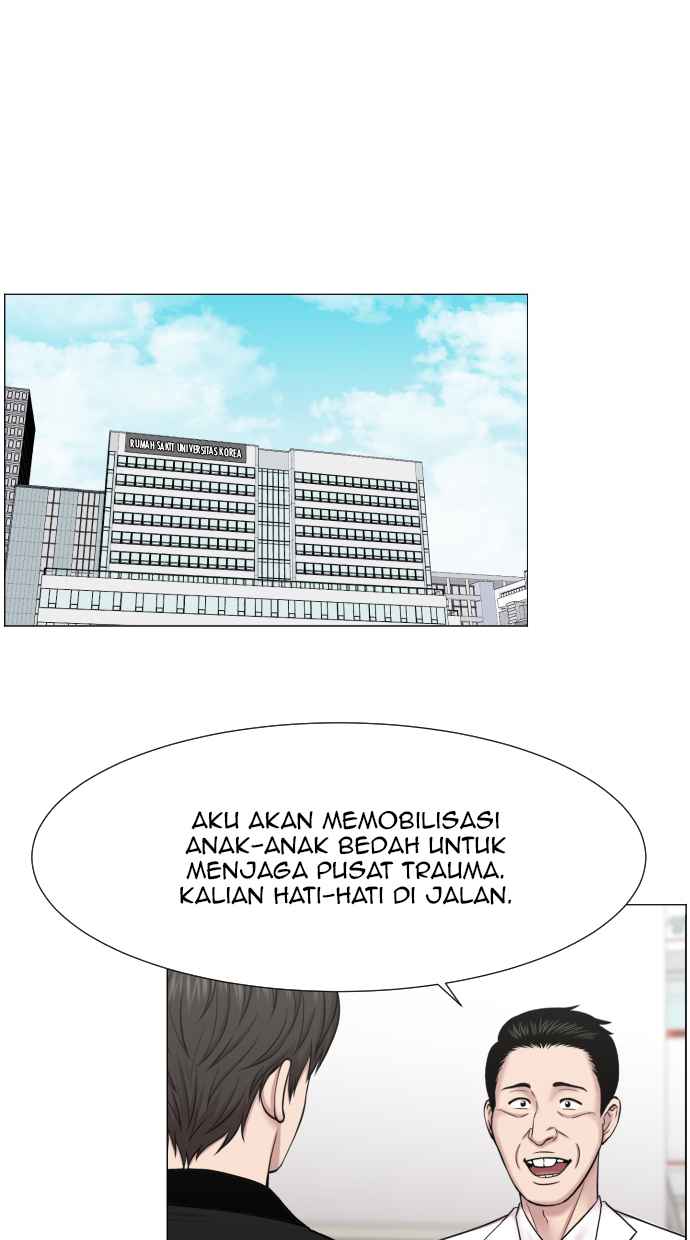 RUMAH SAKIT UNIVERSITAS KOREA
AKU AKAN MEMOBILISASI
ANAK-ANAK BEDAH UNTUK
MENJAGA PUSAT TRAUMA.
KALIAN HATI-HATI DI JALAN.